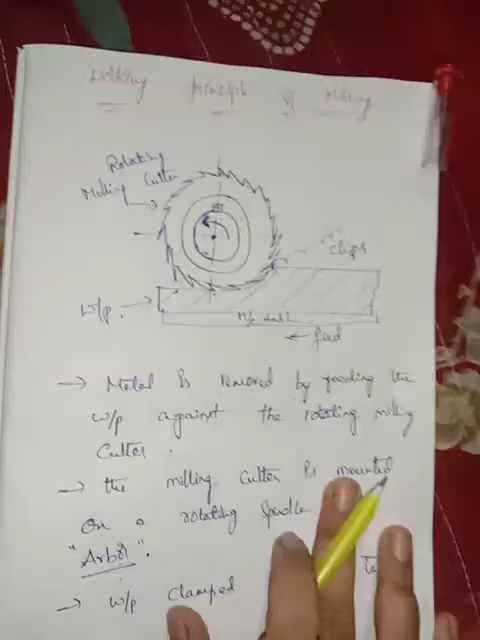 Working principle of Milling
Rotating
Milling Cutter
chips
w/p.
M/c table
← feed
→ Metal is removed by feeding the
w/p against the rotating milling
Cutter.
→ the milling cutter is mounted
on a rotating spindle
"Arbor".
→ w/p clamped